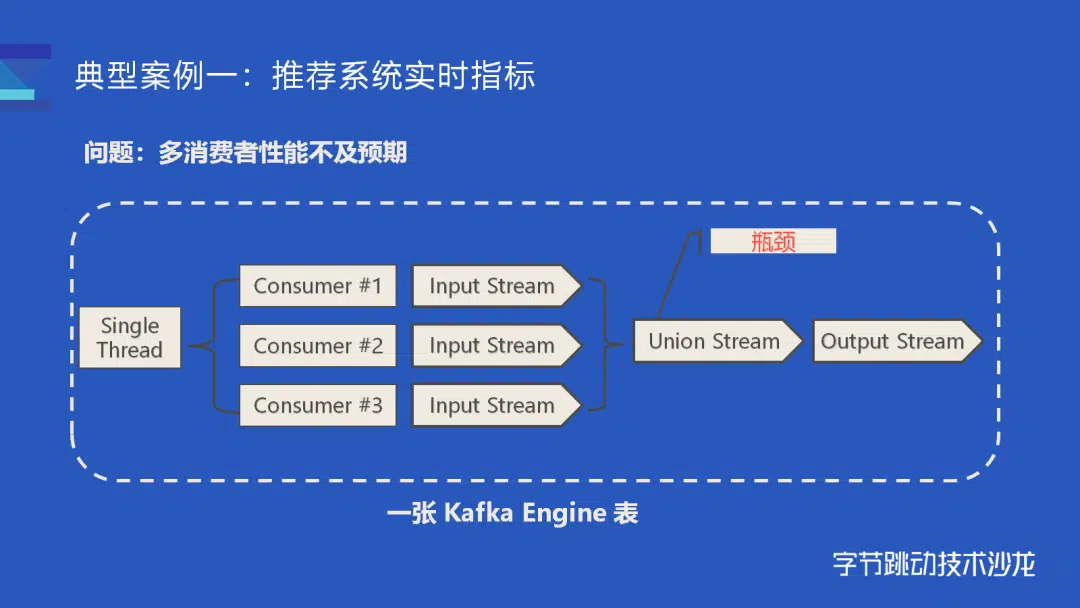 典型案例一：推荐系统实时指标
问题：多消费者性能不及预期
瓶颈
Single
Thread
Consumer #1
Input Stream
Consumer #2
Input Stream
Consumer #3
Input Stream
Union Stream
Output Stream
一张 Kafka Engine 表
字节跳动技术沙龙